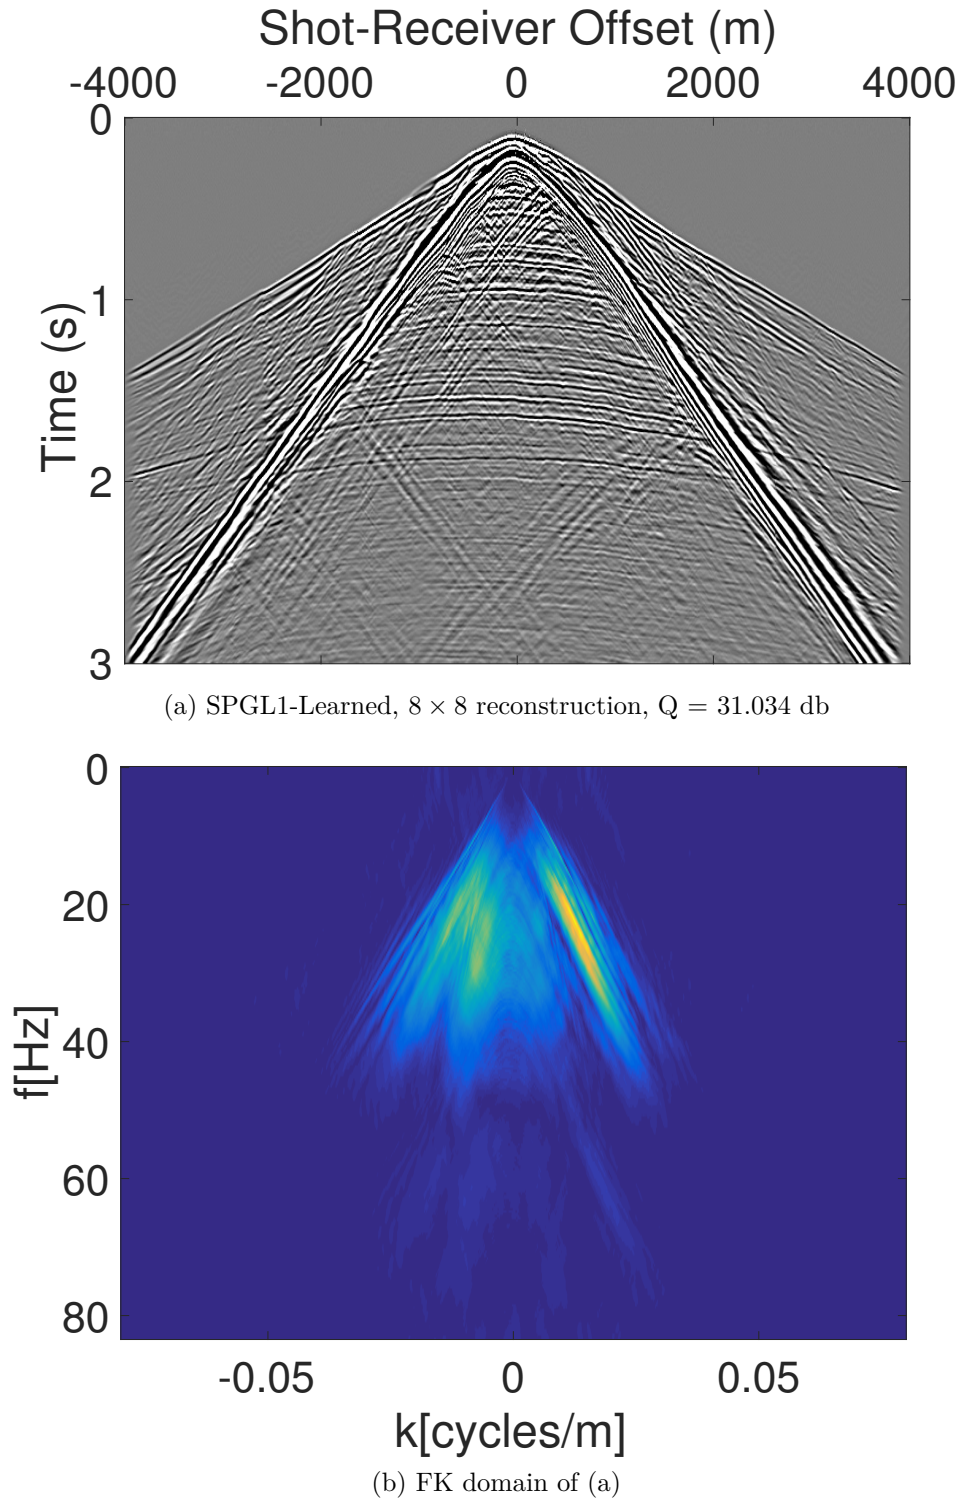 Shot-Receiver Offset (m)
-4000 -2000 0 2000 4000
0
1
2
3
Time (s)
(a) SPGL1-Learned, 8 × 8 reconstruction, Q = 31.034 db
0
20
40
60
80
f[Hz]
-0.05 0 0.05
k[cycles/m]
(b) FK domain of (a)